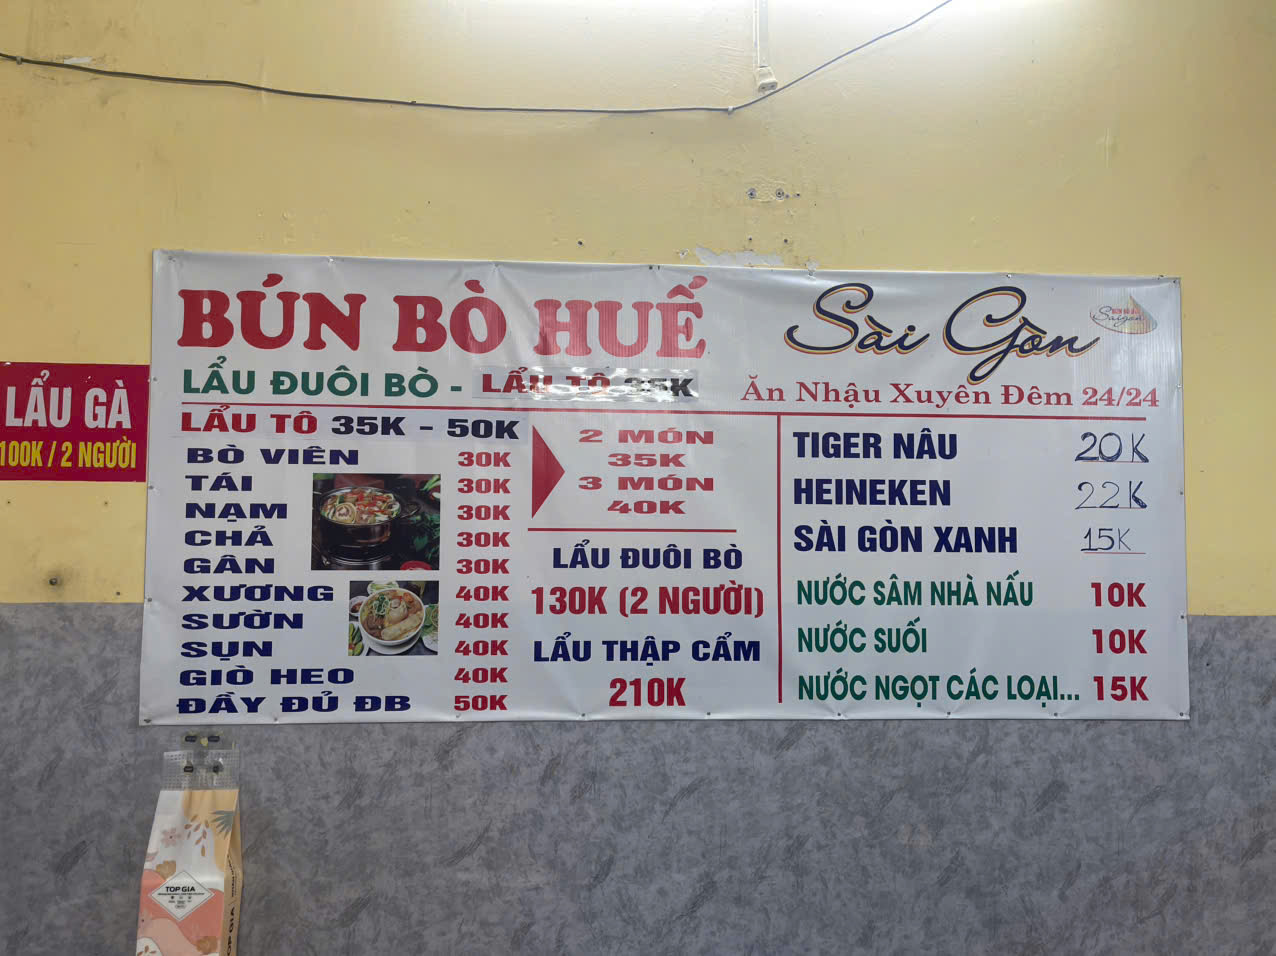 BÚN BÒ HUẾ
LẨU ĐUÔI BÒ - LẨU TÔ 35K
Sài Gòn
Saigon
Ăn Nhậu Xuyên Đêm 24/24
LẨU GÀ
100K / 2 NGƯỜI
LẨU TÔ 35K - 50K
BÒ VIÊN 30K
TÁI 30K
NẠM 30K
CHẢ 30K
GÂN 30K
XƯƠNG 40K
SƯỜN 40K
SỤN 40K
GIÒ HEO 40K
ĐẦY ĐỦ ĐB 50K
2 MÓN
35K
3 MÓN
40K
LẨU ĐUÔI BÒ
130K (2 NGƯỜI)
LẨU THẬP CẨM
210K
TIGER NÂU 20K
HEINEKEN 22K
SÀI GÒN XANH 15K
NƯỚC SÂM NHÀ NẤU 10K
NƯỚC SUỐI 10K
NƯỚC NGỌT CÁC LOẠI... 15K
TOP GIA
TOP GIA